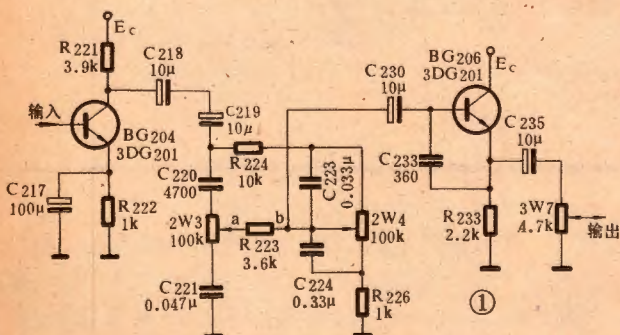 Ec
R221
3.9k
C218
10μ
输入
BG204
3DG201
C217
100μ
R222
1k
C219
10μ
R224
10k
C220
4700
C223
0.033μ
2W3
100k
a
b
R223
3.6k
2W4
100k
C221
0.047μ
C224
0.33μ
R226
1k
C230
10μ
BG206
3DG201
Ec
C233
360
C235
10μ
R233
2.2k
3W7
4.7k
输出
①